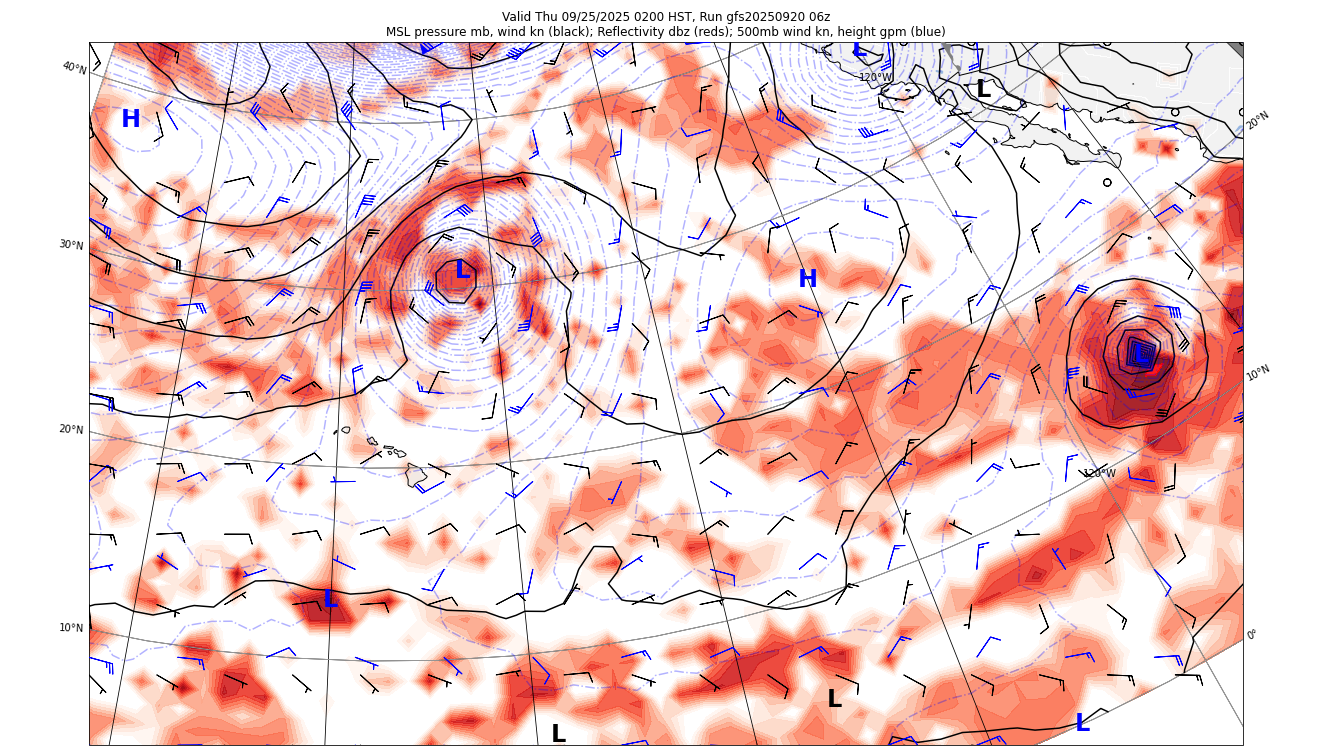 Valid Thu 09/25/2025 0200 HST, Run gfs20250920 06z
MSL pressure mb, wind kn (black); Reflectivity dbz (reds); 500mb wind kn, height gpm (blue)
L
40°N
120°W
L
H
20°N
30°N
L
H
L
10°N
20°N
120°W
L
10°N
0°
L
L
L